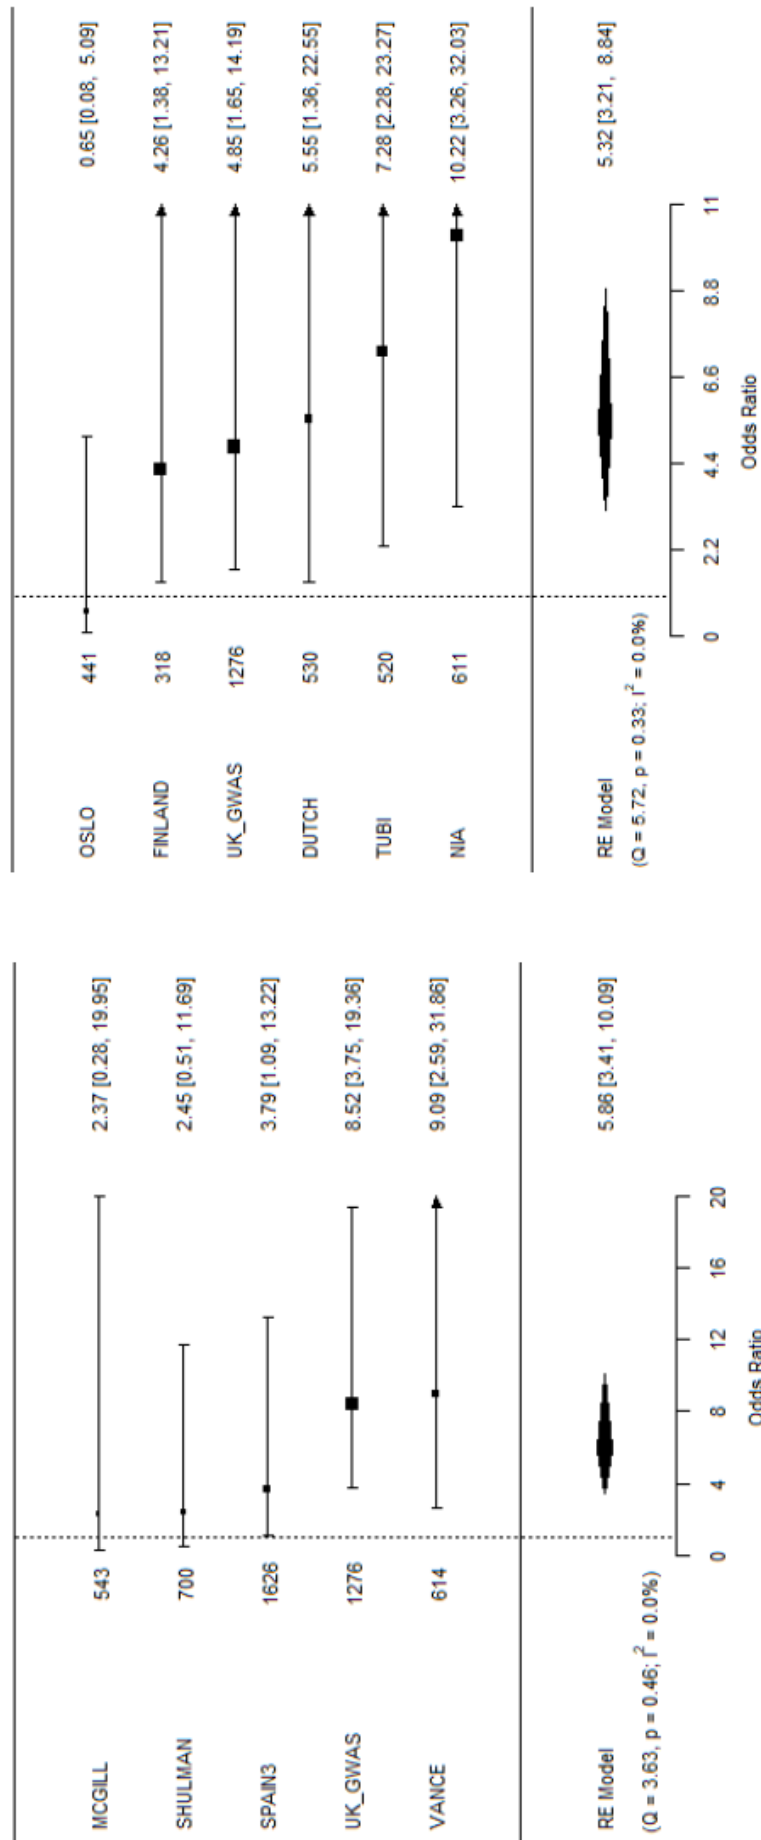 MCGILL 543 2.37 [0.28, 19.95]
SHULMAN 700 2.45 [0.51, 11.69]
SPAIN3 1626 3.79 [1.09, 13.22]
UK_GWAS 1276 8.52 [3.75, 19.36]
VANCE 614 9.09 [2.59, 31.86]
RE Model 5.86 [3.41, 10.09]
(Q = 3.63, p = 0.46; I² = 0.0%)
0 4 8 12 16 20
Odds Ratio
OSLO 441 0.65 [0.08, 5.09]
FINLAND 318 4.26 [1.38, 13.21]
UK_GWAS 1276 4.85 [1.65, 14.19]
DUTCH 530 5.55 [1.36, 22.55]
TUBI 520 7.28 [2.28, 23.27]
NIA 611 10.22 [3.26, 32.03]
RE Model 5.32 [3.21, 8.84]
(Q = 5.72, p = 0.33; I² = 0.0%)
0 2.2 4.4 6.6 8.8 11
Odds Ratio